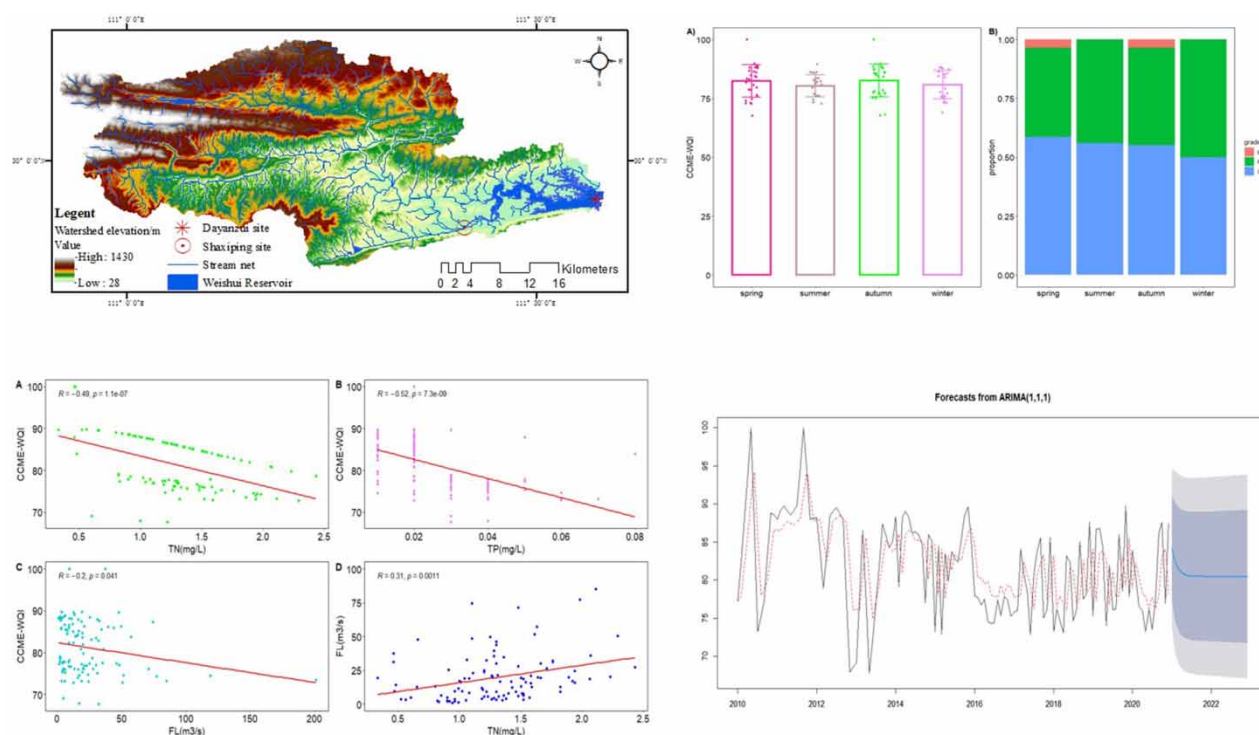 111° 0'0"E
111° 30'0"E
N
W
S
Legent
Watershed elevation/m
Value
High : 1430
Low : 28
Dayanzui site
Shaxiping site
Stream net
Weishui Reservoir
Kilometers
0 2 4 8 12 16
111° 0'0"E
111° 30'0"E
A)
CCME-WQI
100
75
50
25
0
spring summer autumn winter
B)
proportion
1.00
0.75
0.50
0.25
0.00
spring summer autumn winter
grade
A
R = −0.49, p = 1.1e-07
CCME-WQI
100
90
80
70
0.5 1.0 1.5 2.0 2.5
TN(mg/L)
B
R = −0.52, p = 7.3e-09
CCME-WQI
100
90
80
70
0.02 0.04 0.06 0.08
TP(mg/L)
C
R = −0.2, p = 0.041
CCME-WQI
100
90
80
70
0 50 100 150 200
FL(m3/s)
D
R = 0.31, p = 0.0011
FL(m3/s)
100
75
50
25
0
0.5 1.0 1.5 2.0 2.5
TN(mg/L)
Forecasts from ARIMA(1,1,1)
100
95
90
85
80
75
70
2010 2012 2014 2016 2018 2020 2022